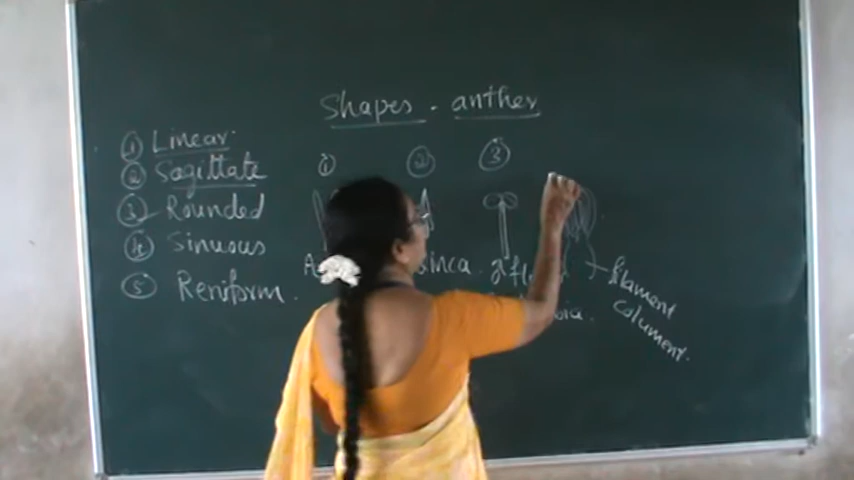 Shapes - anther
① Linear
② Sagittate
③ Rounded
④ Sinuous
⑤ Reniform.
① ② ③
filament
colument.